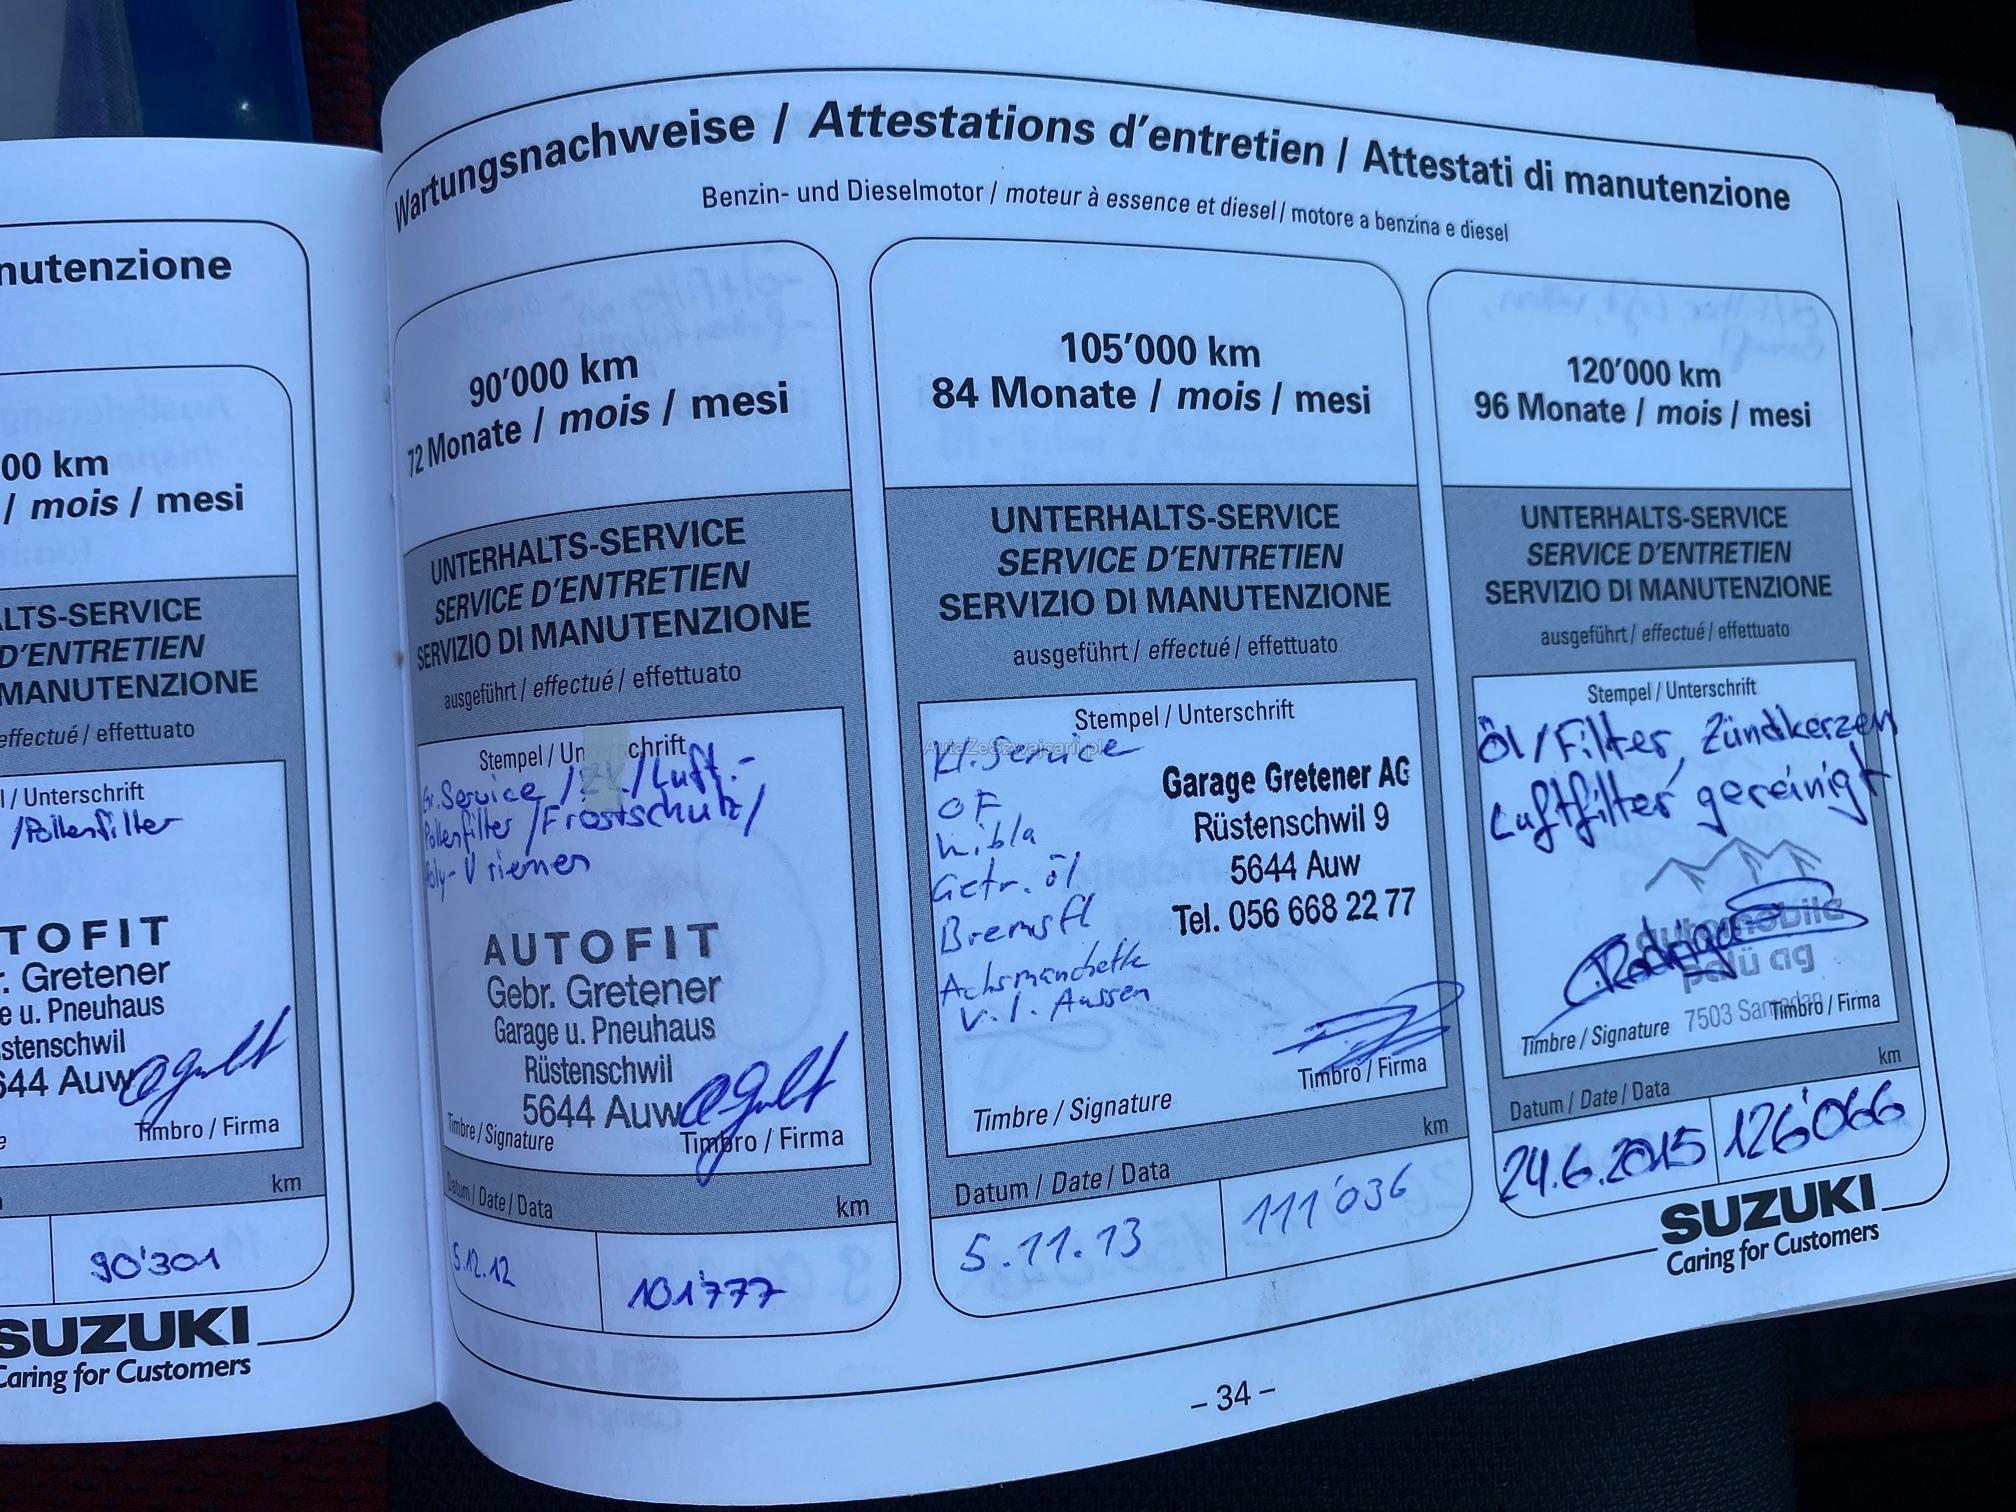 nutenzione
00 km
/ mois / mesi
LTS-SERVICE
D'ENTRETIEN
MANUTENZIONE
effectué / effettuato
l / Unterschrift
/Pollenfilter
TOFIT
r. Gretener
e u. Pneuhaus
stenschwil
644 Auw
Timbro / Firma
km
90'301
SUZUKI
Caring for Customers
Wartungsnachweise / Attestations d'entretien / Attestati di manutenzione
Benzin- und Dieselmotor / moteur à essence et diesel / motore a benzina e diesel
90'000 km
72 Monate / mois / mesi
UNTERHALTS-SERVICE
SERVICE D'ENTRETIEN
SERVIZIO DI MANUTENZIONE
ausgeführt / effectué / effettuato
Stempel / Un chrift
Gr. Service / ZK / Luft.-
Pollenfilter / Frostschutz /
Poly-V riemen
AUTOFIT
Gebr. Gretener
Garage u. Pneuhaus
Rüstenschwil
5644 Auw
Timbre / Signature
Timbro / Firma
Datum / Date / Data
km
5.12.12
101'777
105'000 km
84 Monate / mois / mesi
UNTERHALTS-SERVICE
SERVICE D'ENTRETIEN
SERVIZIO DI MANUTENZIONE
ausgeführt / effectué / effettuato
Stempel / Unterschrift
AutaZeSzwajcarii.pl
Kl. Service
OF
Wibla
Getr. öl
Bremsfl
Achsmanchette
v. l. Aussen
Garage Gretener AG
Rüstenschwil 9
5644 Auw
Tel. 056 668 22 77
Timbre / Signature
Timbro / Firma
Datum / Date / Data
km
5.11.13
111'036
120'000 km
96 Monate / mois / mesi
UNTERHALTS-SERVICE
SERVICE D'ENTRETIEN
SERVIZIO DI MANUTENZIONE
ausgeführt / effectué / effettuato
Stempel / Unterschrift
Öl / Filter, Zündkerzen
Luftfilter gereinigt
automobile
palü ag
7503 Samedan
Timbre / Signature
Timbro / Firma
Datum / Date / Data
km
24.6.2015
126'066
SUZUKI
Caring for Customers
– 34 –